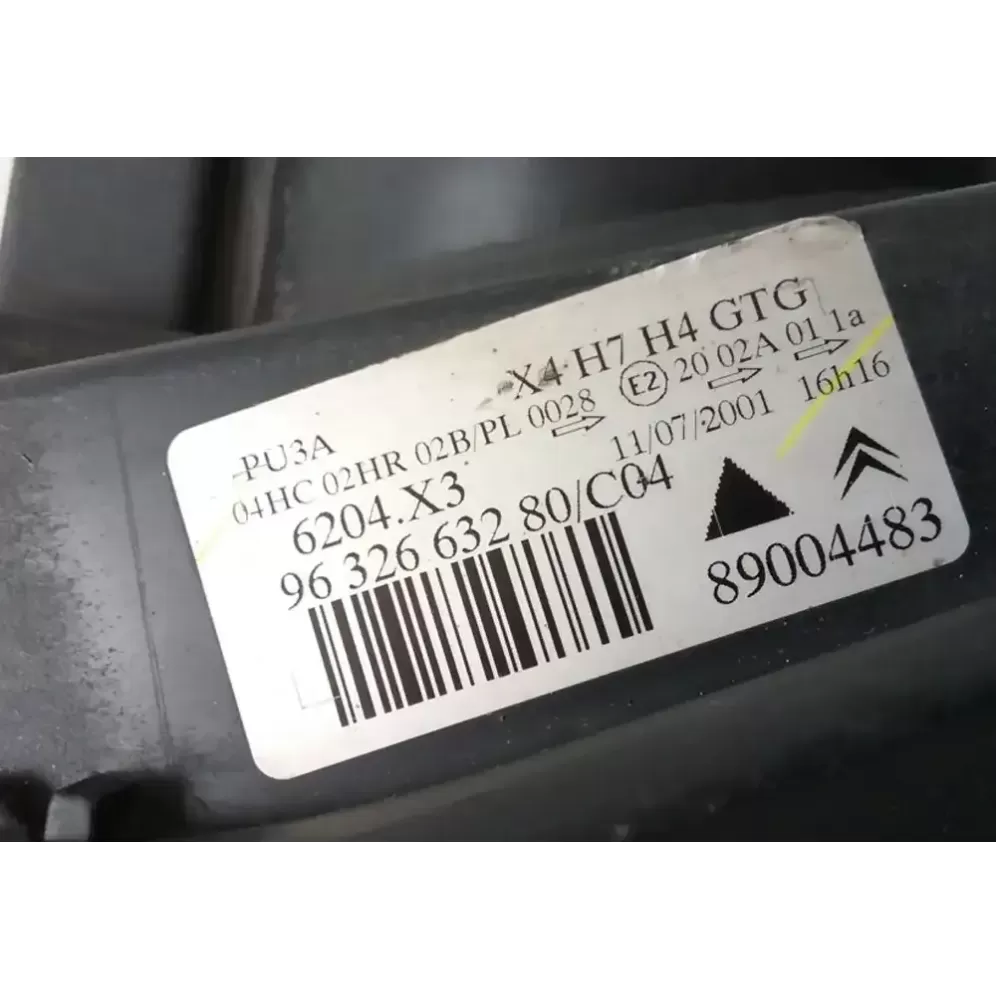 X4 H7 H4 GTG
PU3A
04HC 02HR 02B/PL 0028 E2 20 02A 01 1a
11/07/2001 16h16
6204.X3
96 326 632 80/C04
89004483